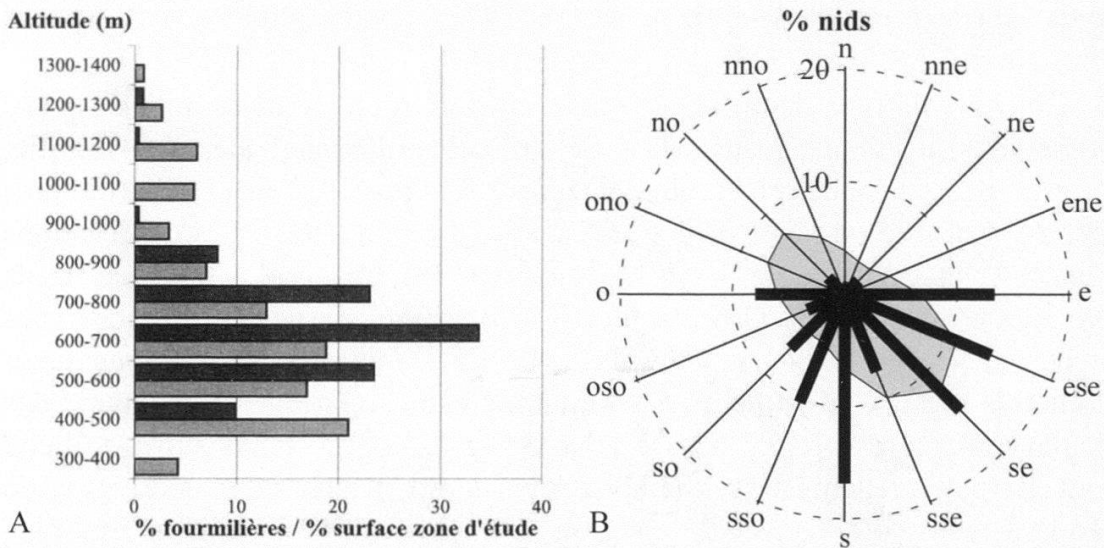 Altitude (m)
1300-1400
1200-1300
1100-1200
1000-1100
900-1000
800-900
700-800
600-700
500-600
400-500
300-400
0 10 20 30 40
% fourmilières / % surface zone d'étude
A
% nids
n
20
nno
nne
no
ne
10
ono
ene
o
e
oso
ese
so
se
sso
sse
s
B